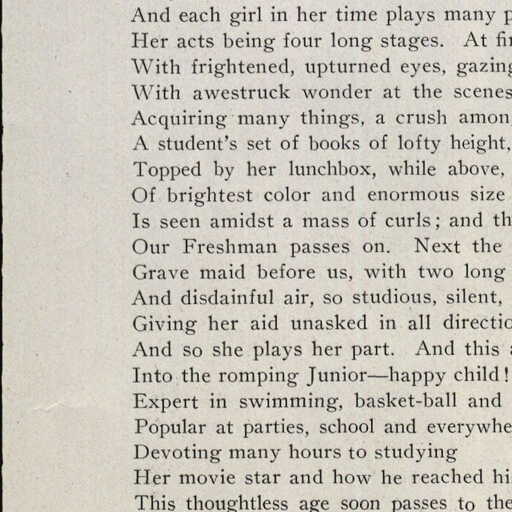 And each girl in her time plays many
Her acts being four long stages. At
With frightened, upturned eyes, gazing
With awestruck wonder at the scenes
Acquiring many things, a crush among
A student's set of books of lofty height,
Topped by her lunchbox, while above,
Of brightest color and enormous size
Is seen amidst a mass of curls; and
Our Freshman passes on. Next the
Grave maid before us, with two long
And disdainful air, so studious, silent,
Giving her aid unasked in all
And so she plays her part. And this
Into the romping Junior—happy child!
Expert in swimming, basket-ball and
Popular at parties, school and
Devoting many hours to studying
Her movie star and how he reached
This thoughtless age soon passes to the